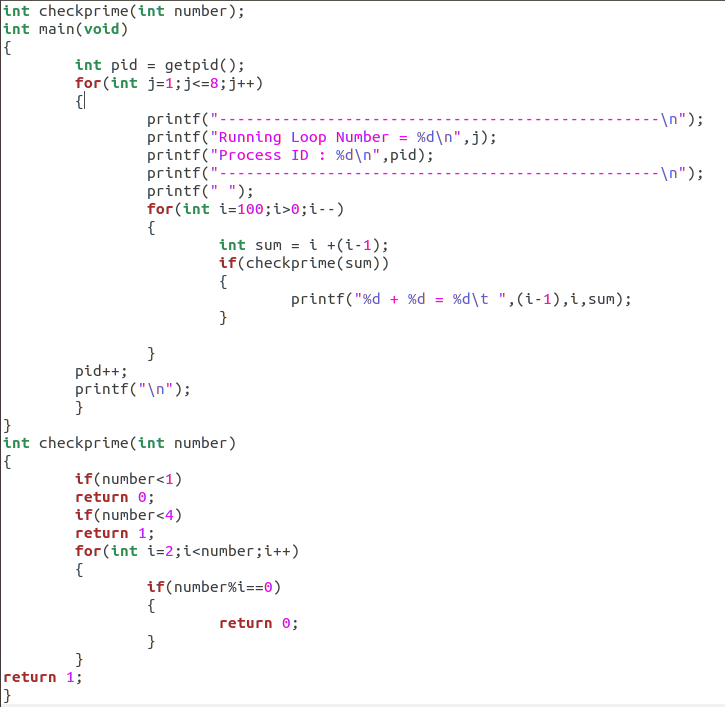 int checkprime(int number);
int main(void)
{
        int pid = getpid();
        for(int j=1;j<=8;j++)
        {
                printf("-------------------------------------------------\n");
                printf("Running Loop Number = %d\n",j);
                printf("Process ID : %d\n",pid);
                printf("-------------------------------------------------\n");
                printf(" ");
                for(int i=100;i>0;i--)
                {
                        int sum = i +(i-1);
                        if(checkprime(sum))
                        {
                                printf("%d + %d = %d\t ",(i-1),i,sum);
                        }

                }
        pid++;
        printf("\n");
        }
}
int checkprime(int number)
{
        if(number<1)
        return 0;
        if(number<4)
        return 1;
        for(int i=2;i<number;i++)
        {
                if(number%i==0)
                {
                        return 0;
                }
        }
return 1;
}